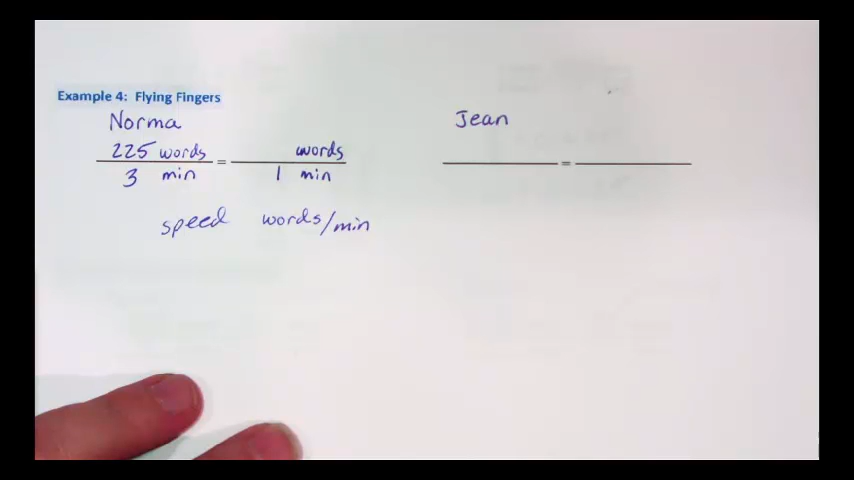 Example 4: Flying Fingers
Norma
225 words = words
3 min 1 min
speed words/min
Jean
=